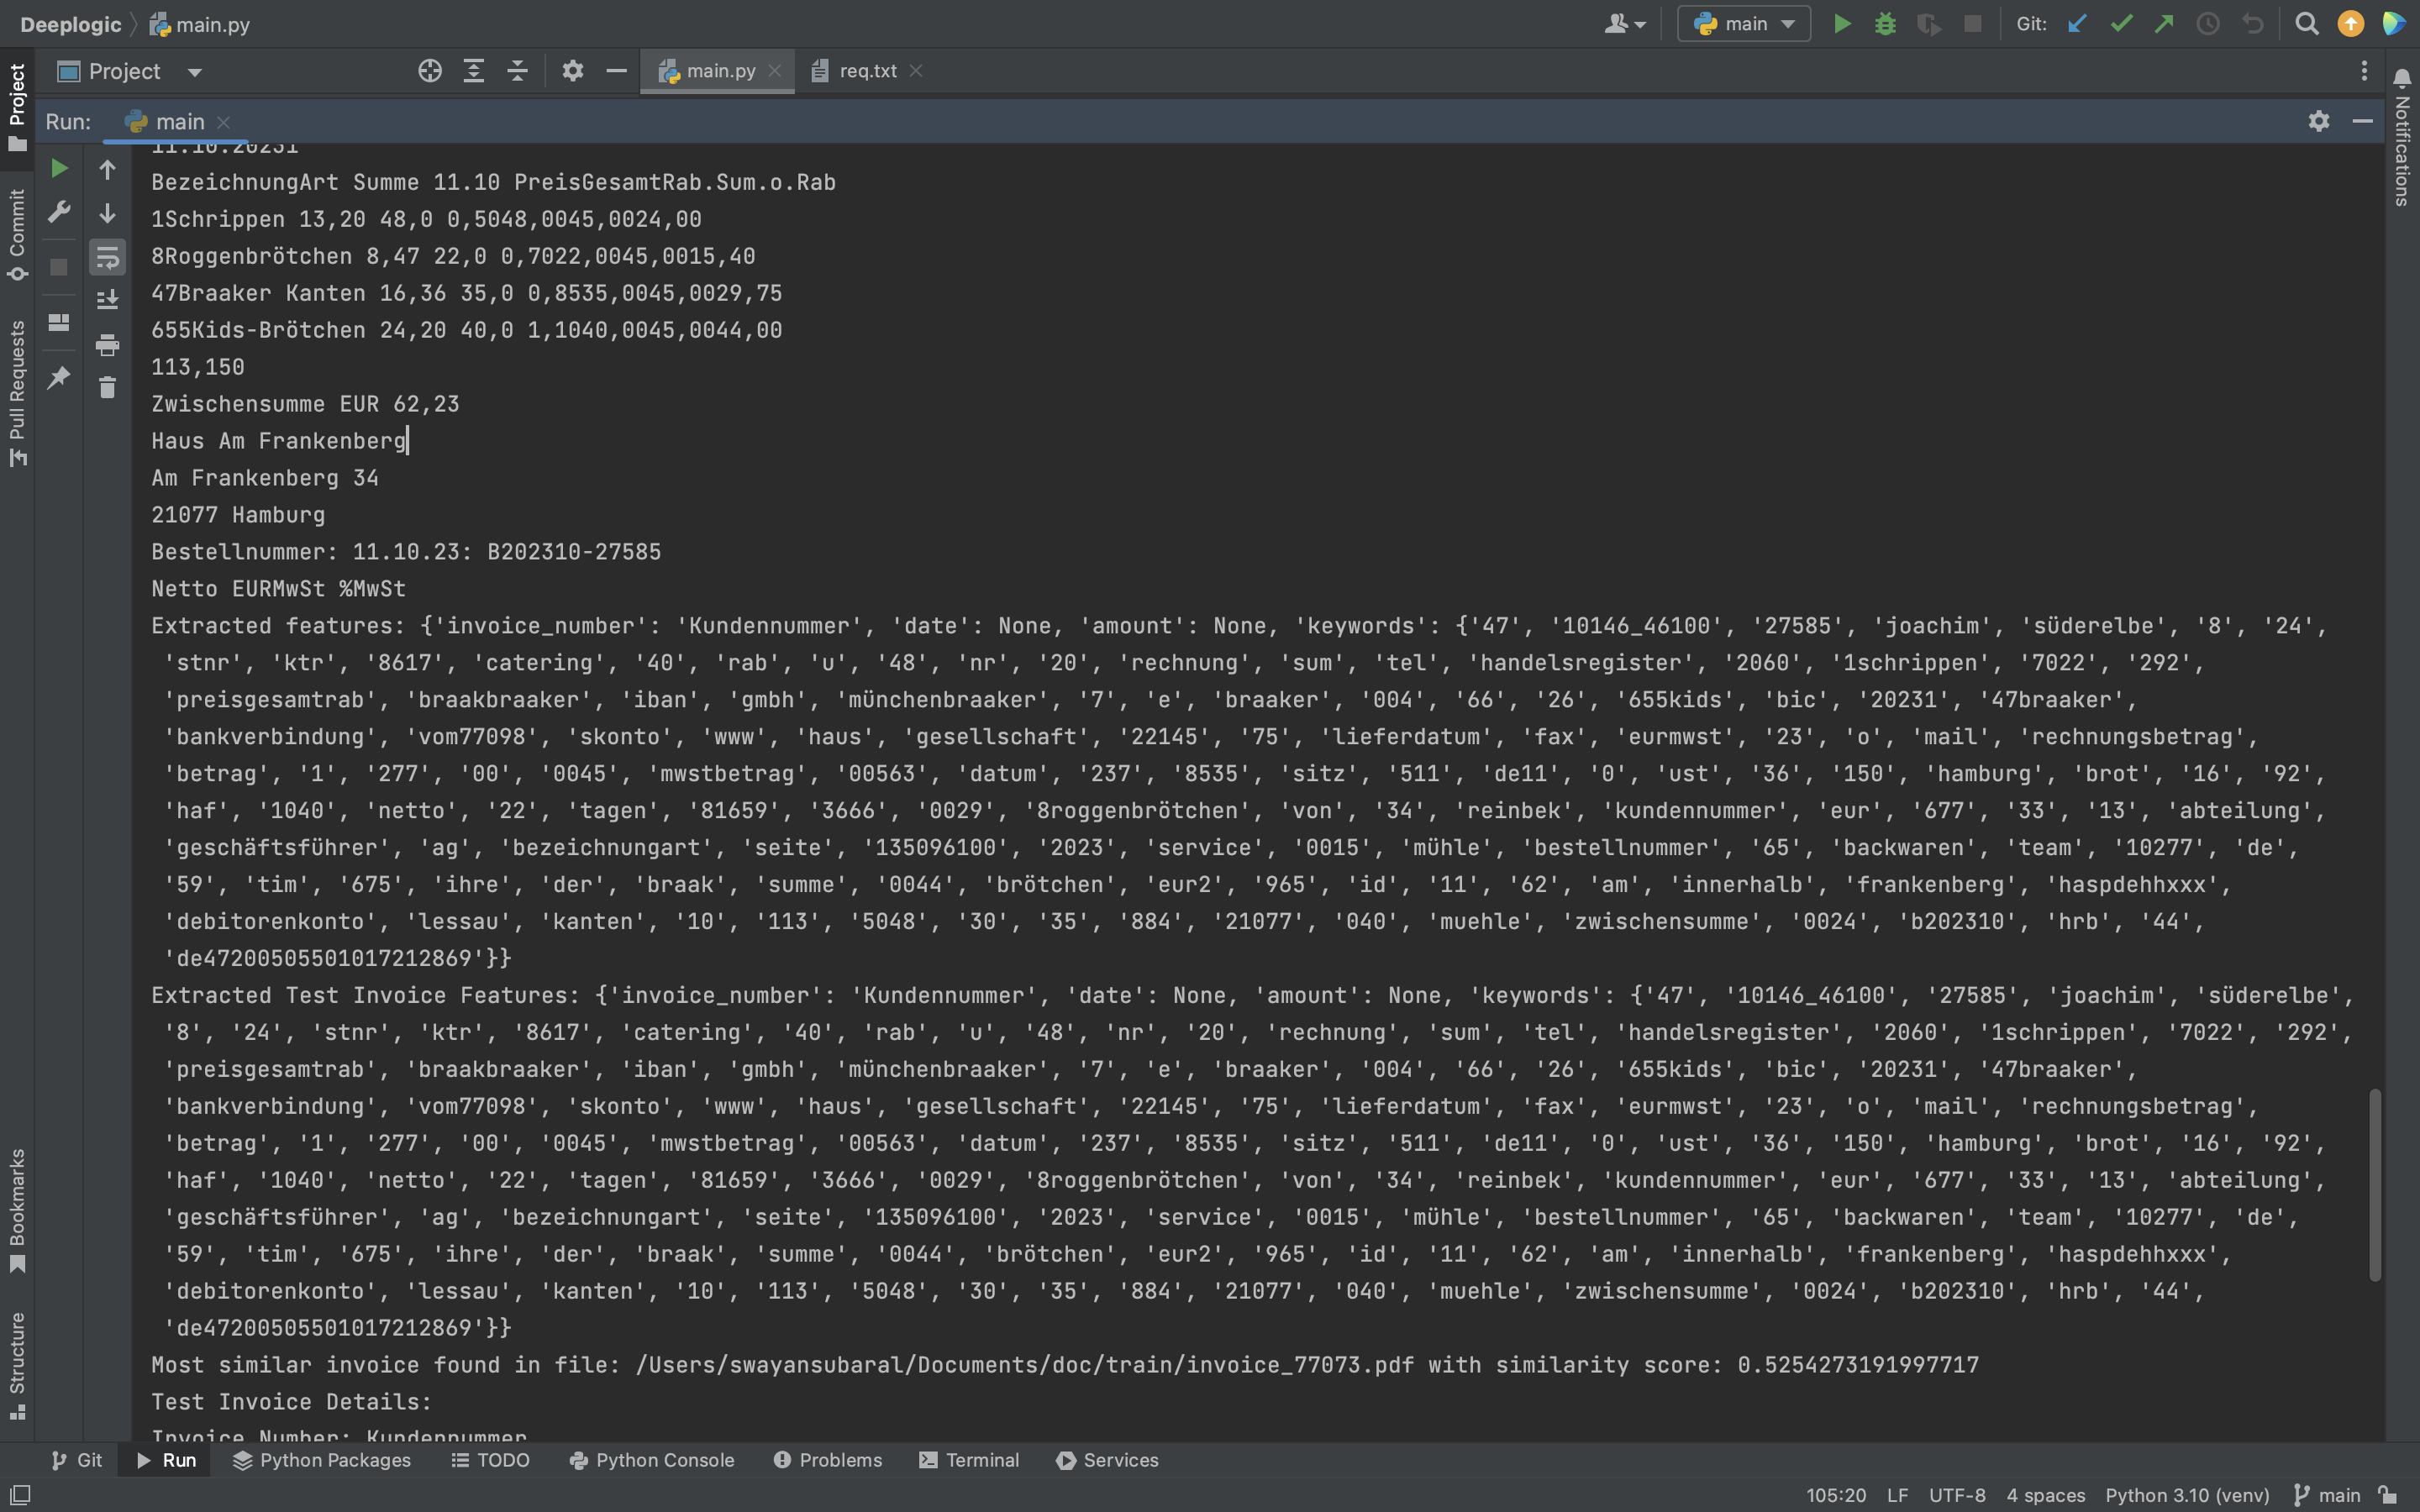 Deeplogic main.py main Git:
Project main.py req.txt
Run: main
Project
Commit
Pull Requests
Bookmarks
Structure
Notifications
11.10.20231
BezeichnungArt Summe 11.10 PreisGesamtRab.Sum.o.Rab
1Schrippen 13,20 48,0 0,5048,0045,0024,00
8Roggenbrötchen 8,47 22,0 0,7022,0045,0015,40
47Braaker Kanten 16,36 35,0 0,8535,0045,0029,75
655Kids-Brötchen 24,20 40,0 1,1040,0045,0044,00
113,150
Zwischensumme EUR 62,23
Haus Am Frankenberg
Am Frankenberg 34
21077 Hamburg
Bestellnummer: 11.10.23: B202310-27585
Netto EURMwSt %MwSt
Extracted features: {'invoice_number': 'Kundennummer', 'date': None, 'amount': None, 'keywords': {'47', '10146_46100', '27585', 'joachim', 'süderelbe', '8', '24',
'stnr', 'ktr', '8617', 'catering', '40', 'rab', 'u', '48', 'nr', '20', 'rechnung', 'sum', 'tel', 'handelsregister', '2060', '1schrippen', '7022', '292',
'preisgesamtrab', 'braakbraaker', 'iban', 'gmbh', 'münchenbraaker', '7', 'e', 'braaker', '004', '66', '26', '655kids', 'bic', '20231', '47braaker',
'bankverbindung', 'vom77098', 'skonto', 'www', 'haus', 'gesellschaft', '22145', '75', 'lieferdatum', 'fax', 'eurmwst', '23', 'o', 'mail', 'rechnungsbetrag',
'betrag', '1', '277', '00', '0045', 'mwstbetrag', '00563', 'datum', '237', '8535', 'sitz', '511', 'de11', '0', 'ust', '36', '150', 'hamburg', 'brot', '16', '92',
'haf', '1040', 'netto', '22', 'tagen', '81659', '3666', '0029', '8roggenbrötchen', 'von', '34', 'reinbek', 'kundennummer', 'eur', '677', '33', '13', 'abteilung',
'geschäftsführer', 'ag', 'bezeichnungart', 'seite', '135096100', '2023', 'service', '0015', 'mühle', 'bestellnummer', '65', 'backwaren', 'team', '10277', 'de',
'59', 'tim', '675', 'ihre', 'der', 'braak', 'summe', '0044', 'brötchen', 'eur2', '965', 'id', '11', '62', 'am', 'innerhalb', 'frankenberg', 'haspdehhxxx',
'debitorenkonto', 'lessau', 'kanten', '10', '113', '5048', '30', '35', '884', '21077', '040', 'muehle', 'zwischensumme', '0024', 'b202310', 'hrb', '44',
'de47200505501017212869'}}
Extracted Test Invoice Features: {'invoice_number': 'Kundennummer', 'date': None, 'amount': None, 'keywords': {'47', '10146_46100', '27585', 'joachim', 'süderelbe',
'8', '24', 'stnr', 'ktr', '8617', 'catering', '40', 'rab', 'u', '48', 'nr', '20', 'rechnung', 'sum', 'tel', 'handelsregister', '2060', '1schrippen', '7022', '292',
'preisgesamtrab', 'braakbraaker', 'iban', 'gmbh', 'münchenbraaker', '7', 'e', 'braaker', '004', '66', '26', '655kids', 'bic', '20231', '47braaker',
'bankverbindung', 'vom77098', 'skonto', 'www', 'haus', 'gesellschaft', '22145', '75', 'lieferdatum', 'fax', 'eurmwst', '23', 'o', 'mail', 'rechnungsbetrag',
'betrag', '1', '277', '00', '0045', 'mwstbetrag', '00563', 'datum', '237', '8535', 'sitz', '511', 'de11', '0', 'ust', '36', '150', 'hamburg', 'brot', '16', '92',
'haf', '1040', 'netto', '22', 'tagen', '81659', '3666', '0029', '8roggenbrötchen', 'von', '34', 'reinbek', 'kundennummer', 'eur', '677', '33', '13', 'abteilung',
'geschäftsführer', 'ag', 'bezeichnungart', 'seite', '135096100', '2023', 'service', '0015', 'mühle', 'bestellnummer', '65', 'backwaren', 'team', '10277', 'de',
'59', 'tim', '675', 'ihre', 'der', 'braak', 'summe', '0044', 'brötchen', 'eur2', '965', 'id', '11', '62', 'am', 'innerhalb', 'frankenberg', 'haspdehhxxx',
'debitorenkonto', 'lessau', 'kanten', '10', '113', '5048', '30', '35', '884', '21077', '040', 'muehle', 'zwischensumme', '0024', 'b202310', 'hrb', '44',
'de47200505501017212869'}}
Most similar invoice found in file: /Users/swayansubaral/Documents/doc/train/invoice_77073.pdf with similarity score: 0.5254273191997717
Test Invoice Details:
Invoice Number: Kundennummer
Git Run Python Packages TODO Python Console Problems Terminal Services
105:20 LF UTF-8 4 spaces Python 3.10 (venv) main